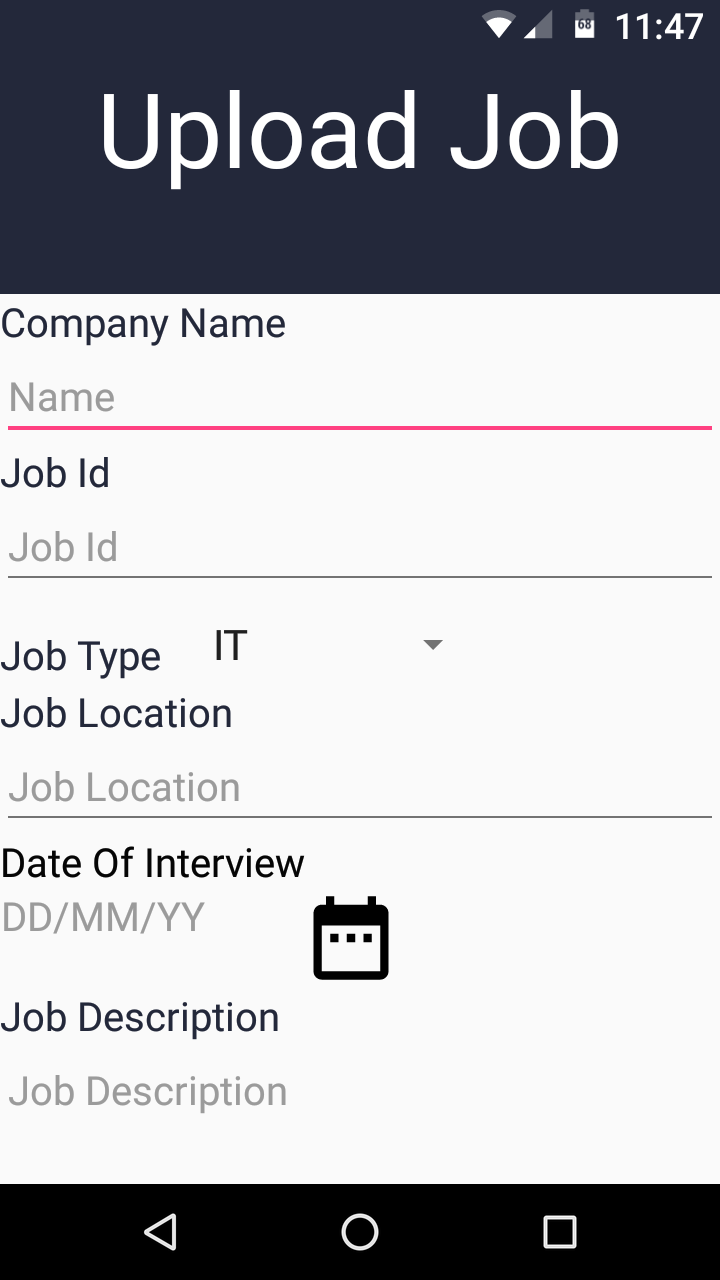 68 11:47
Upload Job
Company Name
Name
Job Id
Job Id
Job Type IT
Job Location
Job Location
Date Of Interview
DD/MM/YY
Job Description
Job Description